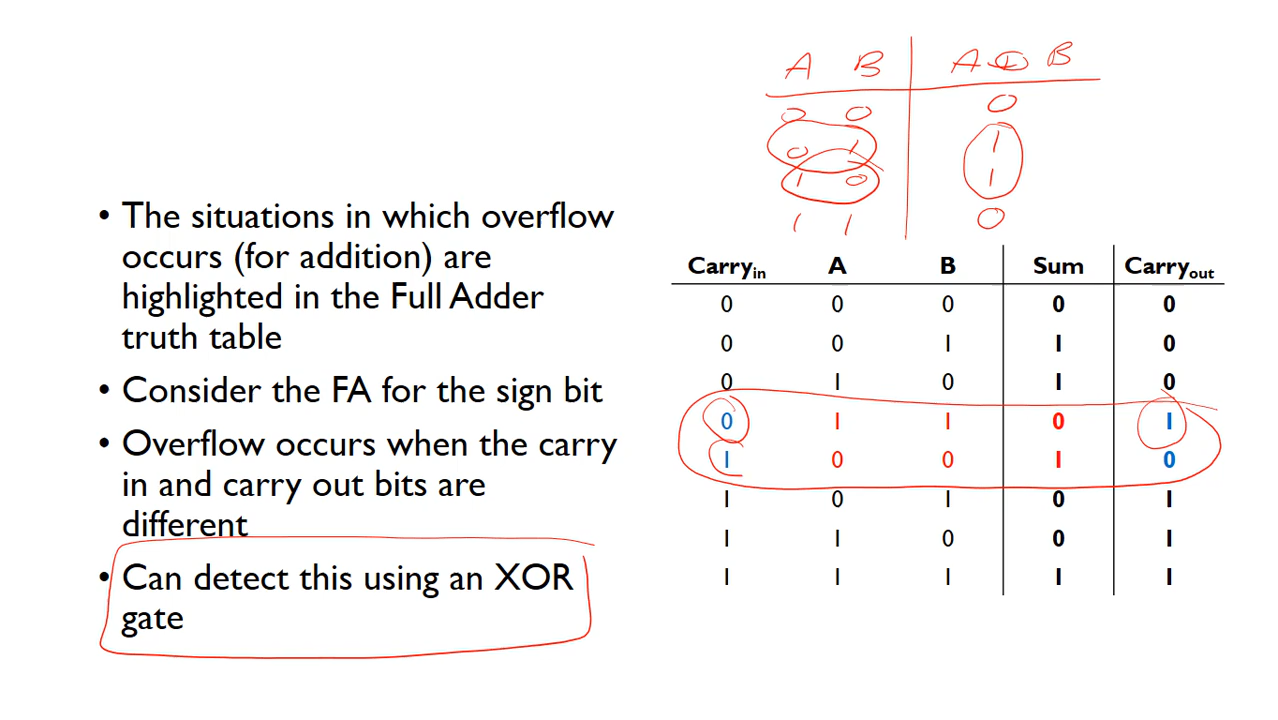 A B A ⊕ B
0 0 0
0 1 1
1 0 1
1 1 0
• The situations in which overflow
occurs (for addition) are
highlighted in the Full Adder
truth table
• Consider the FA for the sign bit
• Overflow occurs when the carry
in and carry out bits are
different
• Can detect this using an XOR
gate
Carryin A B Sum Carryout
0 0 0 0 0
0 0 1 1 0
0 1 0 1 0
0 1 1 0 1
1 0 0 1 0
1 0 1 0 1
1 1 0 0 1
1 1 1 1 1